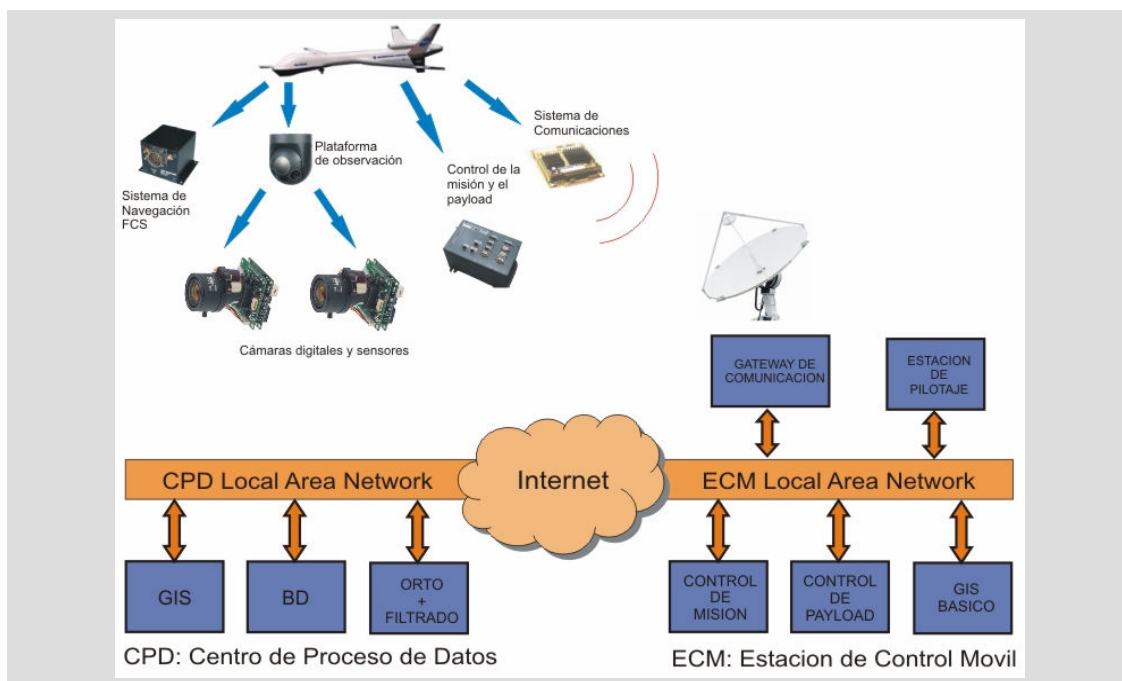 Sistema de
Comunicaciones
Plataforma
de observación
Control de la
misión y el
payload
Sistema de
Navegación
FCS
Cámaras digitales y sensores
GATEWAY DE
COMUNICACION
ESTACION
DE
PILOTAJE
CPD Local Area Network
Internet
ECM Local Area Network
GIS
BD
ORTO
+
FILTRADO
CONTROL
DE
MISION
CONTROL
DE
PAYLOAD
GIS
BASICO
CPD: Centro de Proceso de Datos
ECM: Estacion de Control Movil